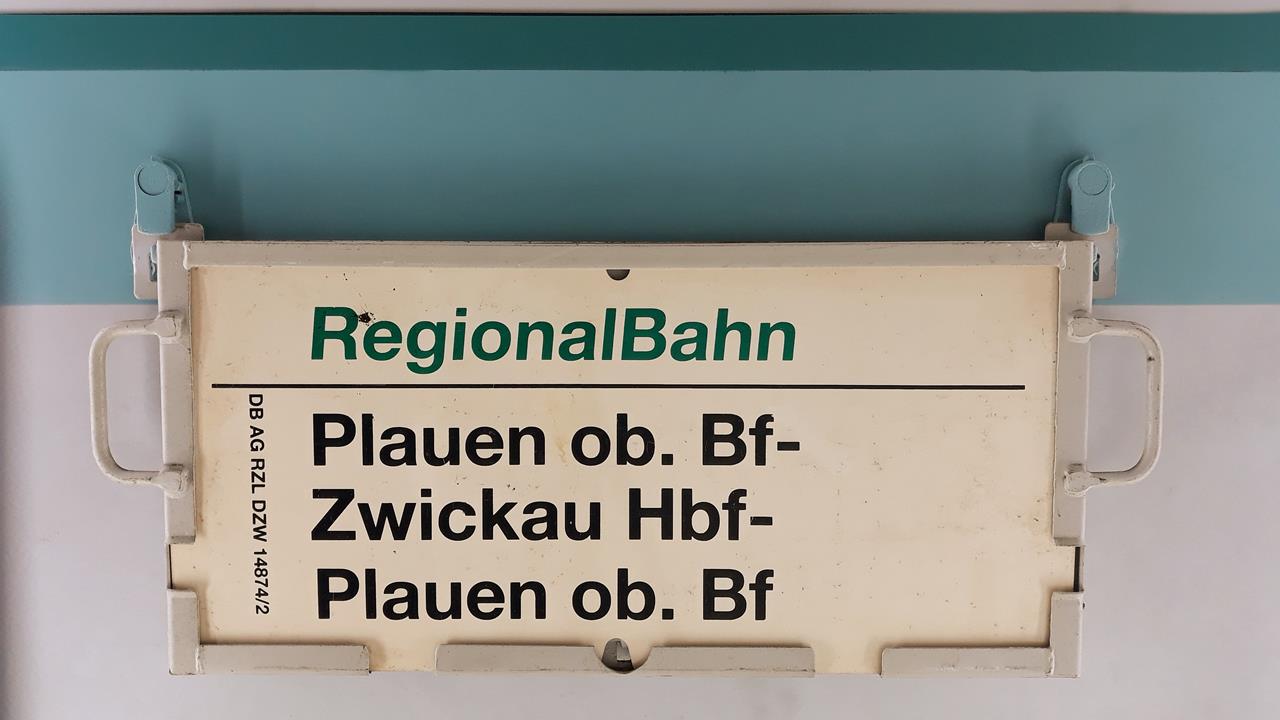 RegionalBahn
DB AG RZL DZW 14874/2
Plauen ob. Bf-
Zwickau Hbf-
Plauen ob. Bf